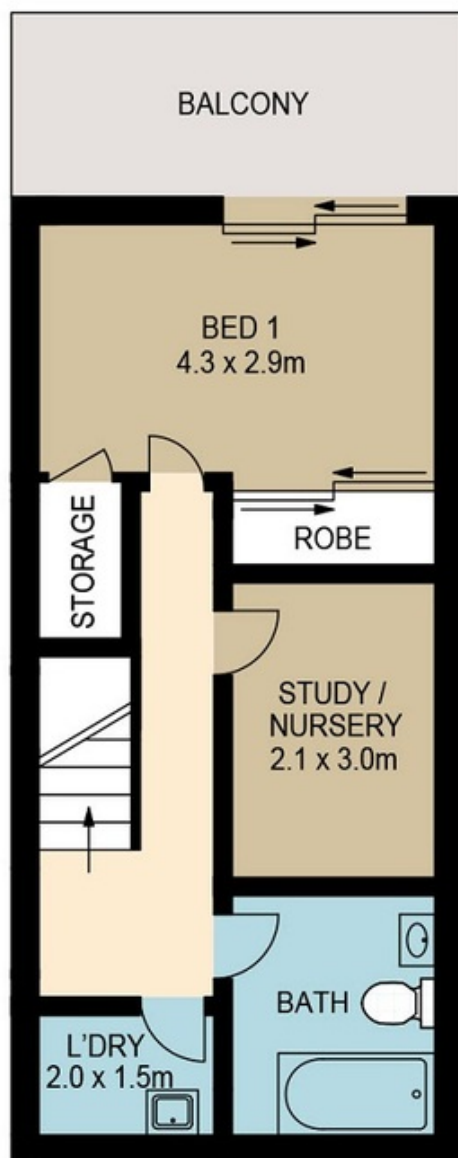 BALCONY
BED 1
4.3 x 2.9m
STORAGE
ROBE
STUDY /
NURSERY
2.1 x 3.0m
BATH
L'DRY
2.0 x 1.5m